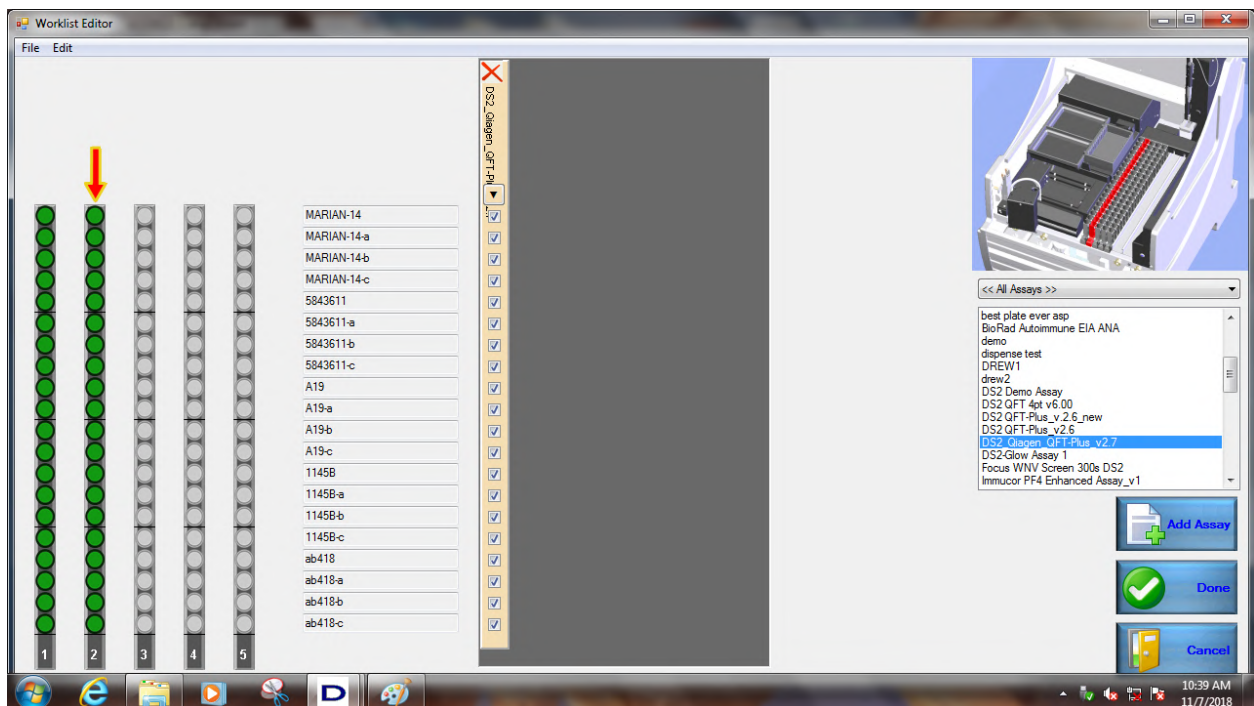 Worklist Editor
File Edit
DS2_Qiagen_QFT-Pl
...
MARIAN-14
MARIAN-14-a
MARIAN-14-b
MARIAN-14-c
5843611
5843611-a
5843611-b
5843611-c
A19
A19-a
A19-b
A19-c
1145B
1145B-a
1145B-b
1145B-c
ab418
ab418-a
ab418-b
ab418-c
1 2 3 4 5
<< All Assays >>
best plate ever asp
BioRad Autoimmune EIA ANA
demo
dispense test
DREW1
drew2
DS2 Demo Assay
DS2 QFT 4pt v6.00
DS2 QFT-Plus_v.2.6_new
DS2 QFT-Plus_v2.6
DS2_Qiagen_QFT-Plus_v2.7
DS2-Glow Assay 1
Focus WNV Screen 300s DS2
Immucor PF4 Enhanced Assay_v1
Add Assay
Done
Cancel
D
10:39 AM
11/7/2018